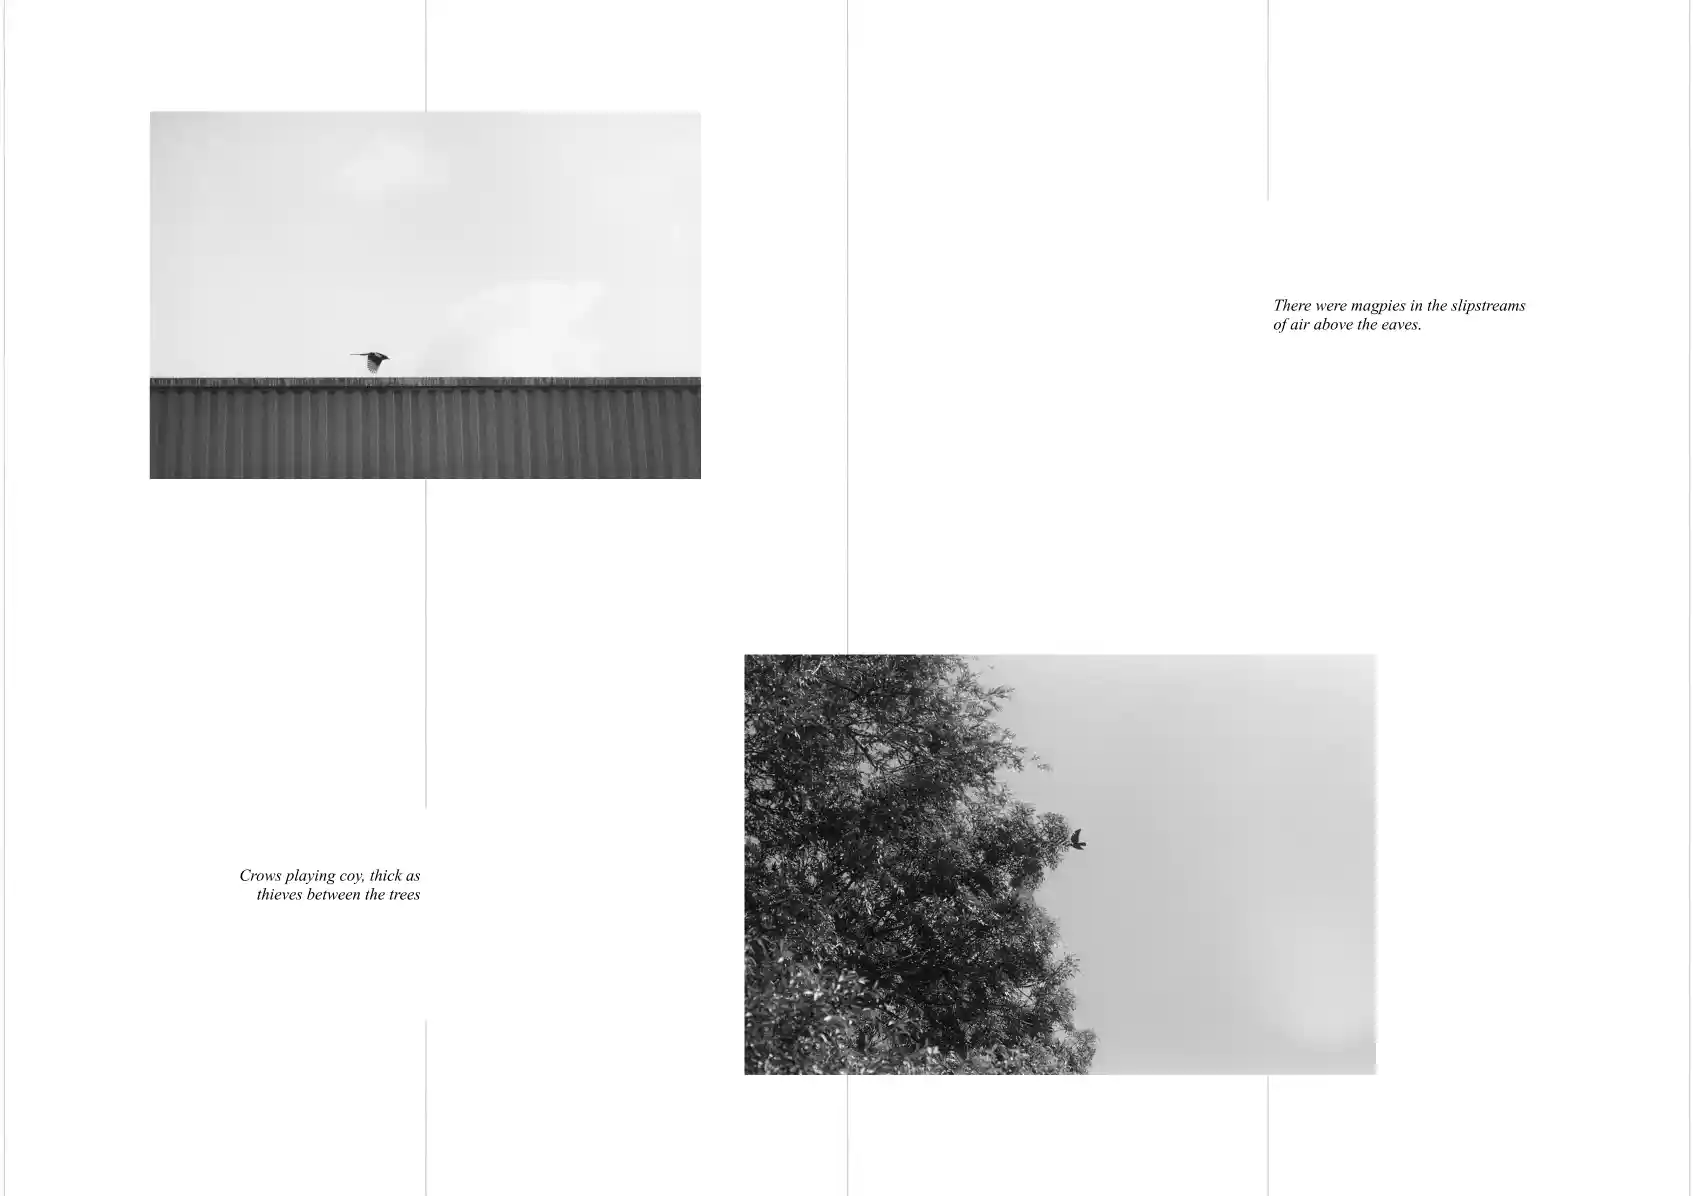 There were magpies in the slipstreams
of air above the eaves.
Crows playing coy, thick as
thieves between the trees